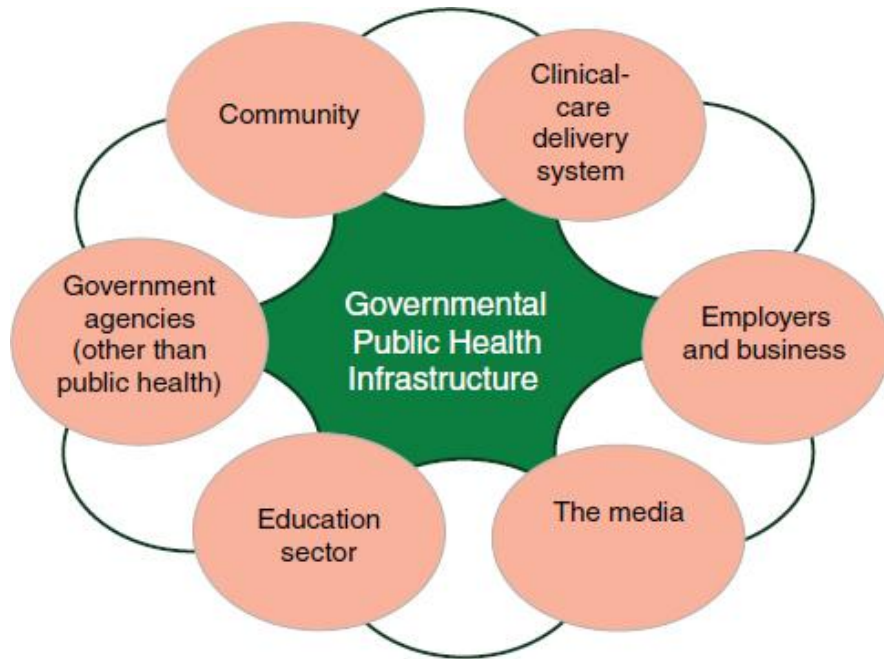 Community
Clinical-
care
delivery
system
Government
agencies
(other than
public health)
Governmental
Public Health
Infrastructure
Employers
and business
Education
sector
The media